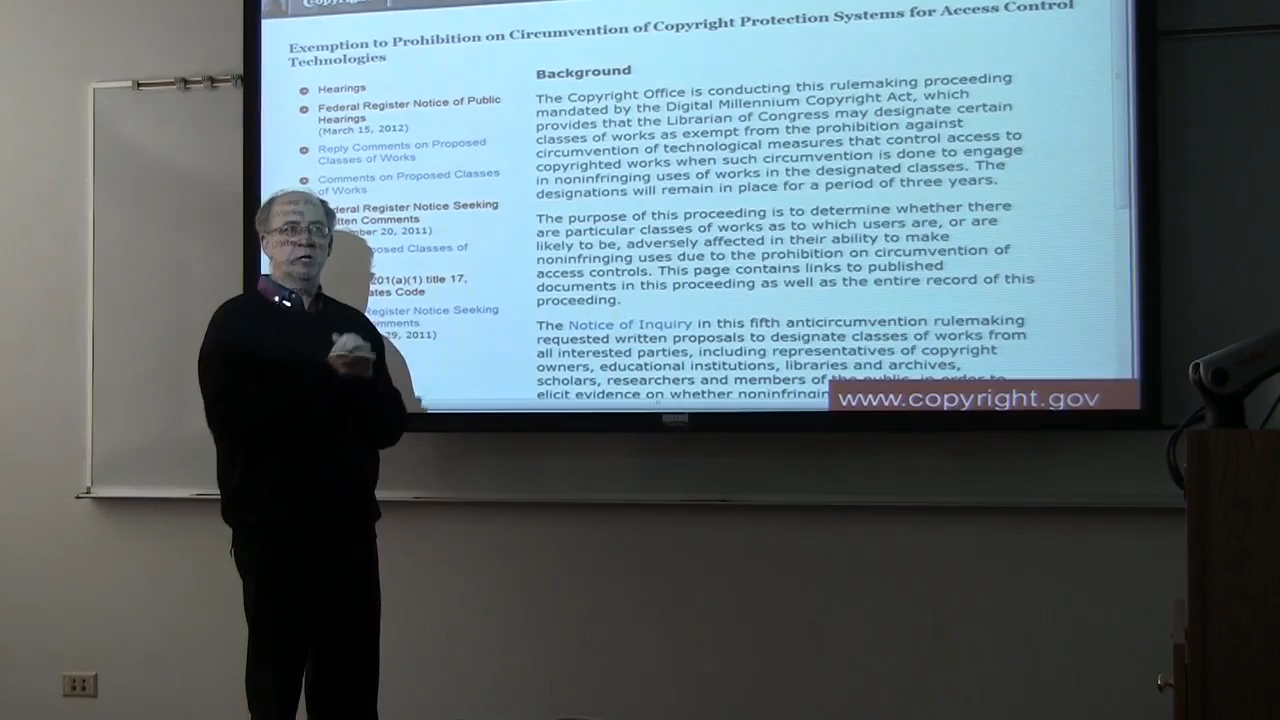 Copyright
Exemption to Prohibition on Circumvention of Copyright Protection Systems for Access Control
Technologies
Hearings
Federal Register Notice of Public
Hearings
(March 15, 2012)
Reply Comments on Proposed
Classes of Works
Comments on Proposed Classes
of Works
deral Register Notice Seeking
tten Comments
mber 20, 2011)
posed Classes of
201(a)(1) title 17,
ates Code
Register Notice Seeking
mments
29, 2011)
Background
The Copyright Office is conducting this rulemaking proceeding
mandated by the Digital Millennium Copyright Act, which
provides that the Librarian of Congress may designate certain
classes of works as exempt from the prohibition against
circumvention of technological measures that control access to
copyrighted works when such circumvention is done to engage
in noninfringing uses of works in the designated classes. The
designations will remain in place for a period of three years.
The purpose of this proceeding is to determine whether there
are particular classes of works as to which users are, or are
likely to be, adversely affected in their ability to make
noninfringing uses due to the prohibition on circumvention of
access controls. This page contains links to published
documents in this proceeding as well as the entire record of this
proceeding.
The Notice of Inquiry in this fifth anticircumvention rulemaking
requested written proposals to designate classes of works from
all interested parties, including representatives of copyright
owners, educational institutions, libraries and archives,
scholars, researchers and members of the public, in order to
elicit evidence on whether noninfringin
www.copyright.gov